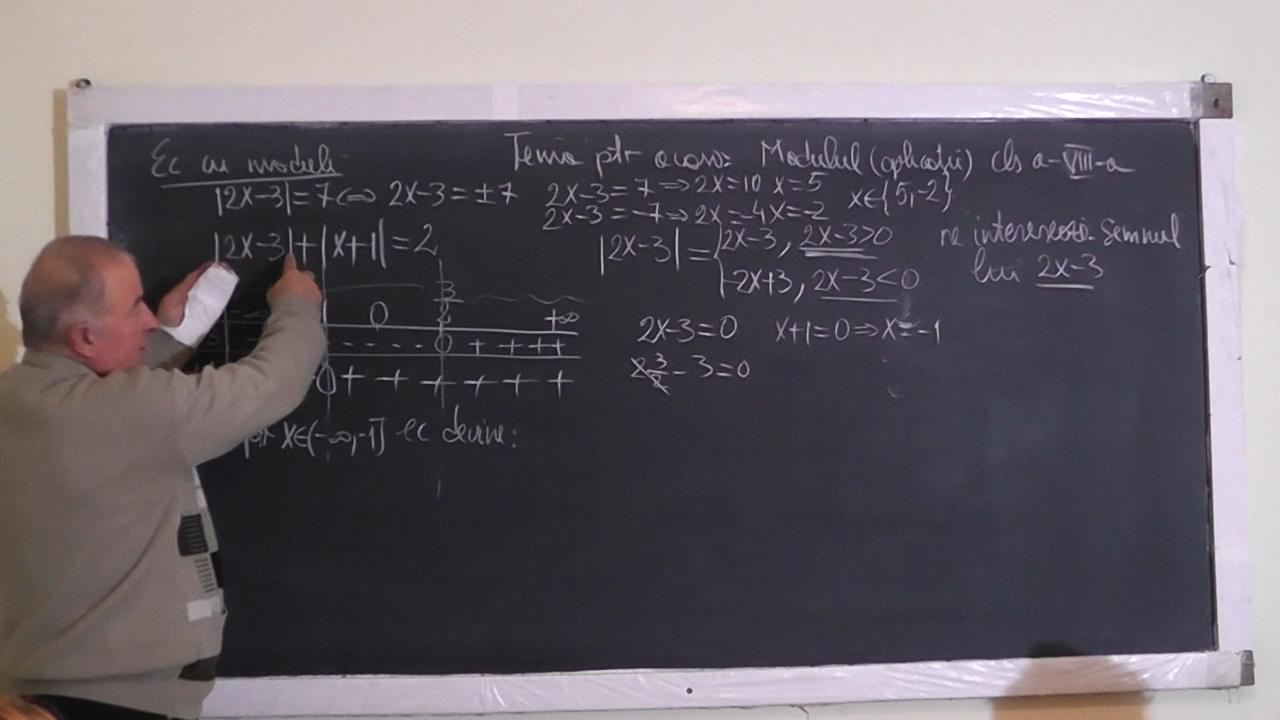 Ec cu moduli
Tema ptr acasă: Modulul (aplicații) cls a-VIII-a
|2x-3|=7 ⇔ 2x-3=±7 2x-3=7 ⇒ 2x=10 x=5 x∈{5,-2}
2x-3=-7 ⇒ 2x=-4 x=-2
|2x-3|+|x+1|=2
|2x-3|= 2x-3, 2x-3>0
-2x+3, 2x-3<0
ne interesează semnul
lui 2x-3
-∞ 0 3/2 +∞
- - - - 0 + + + +
0 + + + + + +
2x-3=0 x+1=0 ⇒ x=-1
2 3/2 - 3=0
ptr x∈(-∞,-1] ec devine: